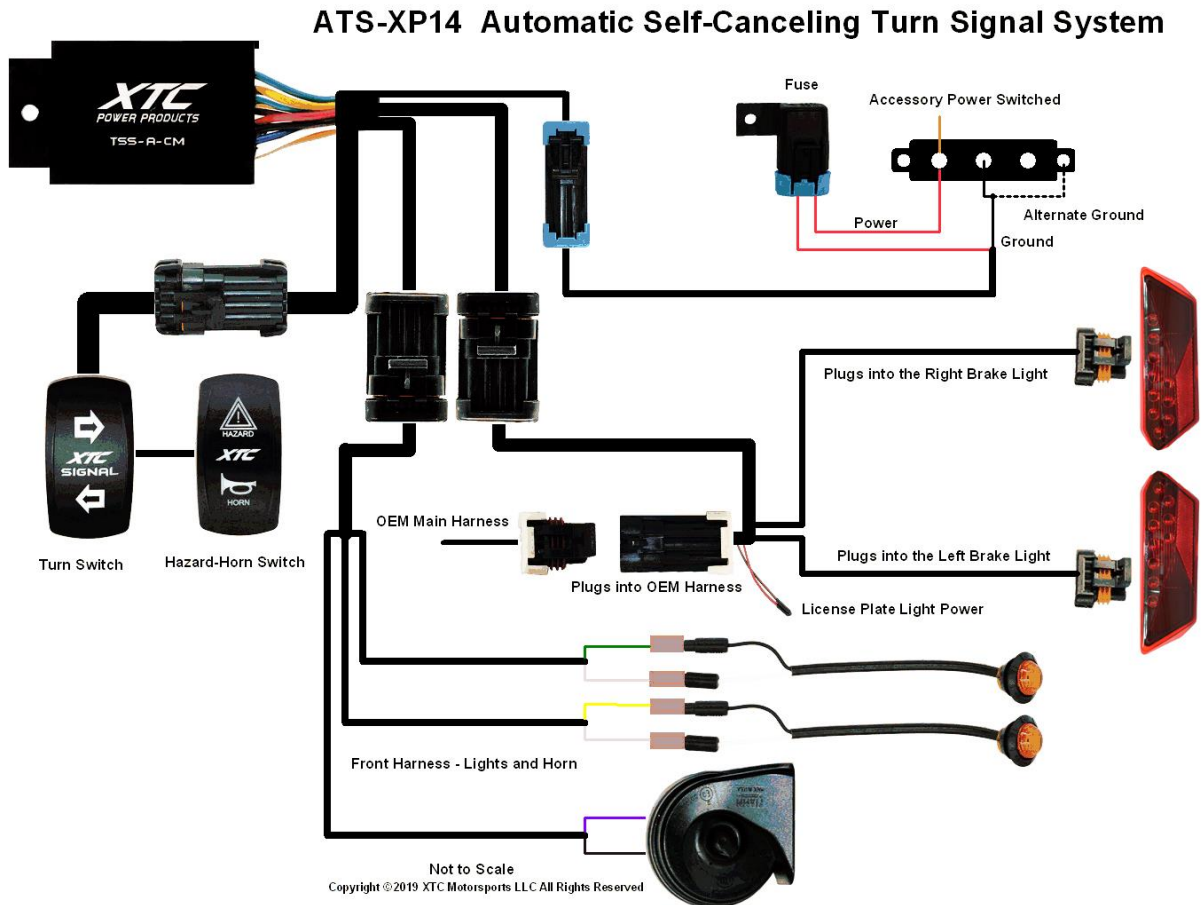 ATS-XP14 Automatic Self-Canceling Turn Signal System
XTC
POWER PRODUCTS
TSS-A-CM
Fuse
Accessory Power Switched
Power
Alternate Ground
Ground
Plugs into the Right Brake Light
XTC
SIGNAL
HAZARD
XTC
HORN
Turn Switch
Hazard-Horn Switch
OEM Main Harness
Plugs into OEM Harness
Plugs into the Left Brake Light
License Plate Light Power
Front Harness - Lights and Horn
Not to Scale
Copyright ©2019 XTC Motorsports LLC All Rights Reserved